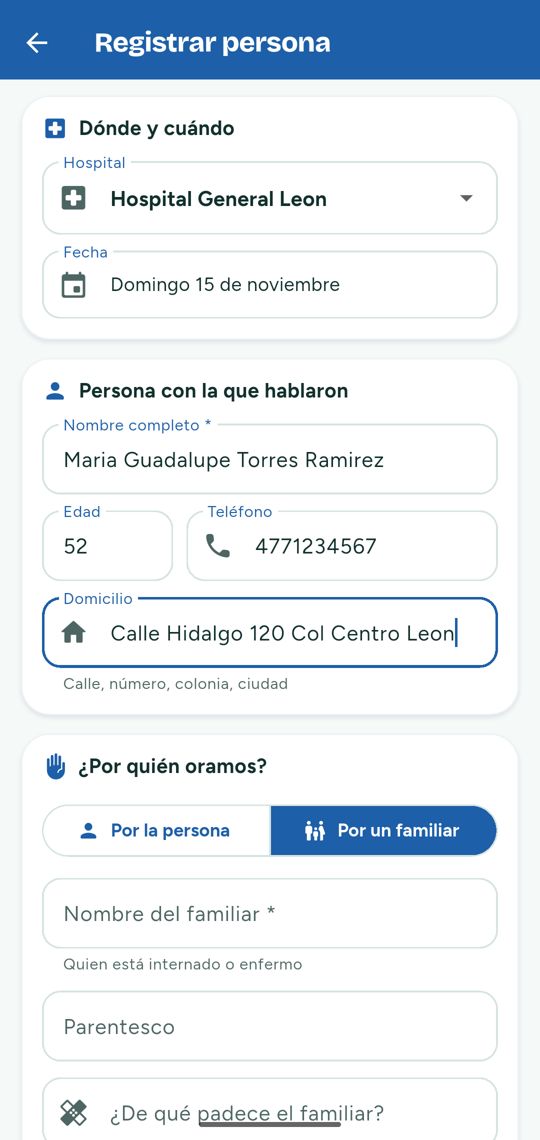 Registrar persona
Dónde y cuándo
Hospital
Hospital General Leon
Fecha
Domingo 15 de noviembre
Persona con la que hablaron
Nombre completo *
Maria Guadalupe Torres Ramirez
Edad
Teléfono
52
4771234567
Domicilio
Calle Hidalgo 120 Col Centro Leon
Calle, número, colonia, ciudad
¿Por quién oramos?
Por la persona
Por un familiar
Nombre del familiar *
Quien está internado o enfermo
Parentesco
¿De qué padece el familiar?